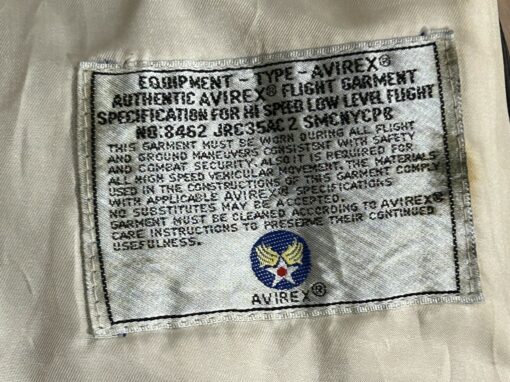 EQUIPMENT - TYPE - AVIREX®
AUTHENTIC AVIREX® FLIGHT GARMENT
SPECIFICATION FOR HI SPEED LOW LEVEL FLIGHT
NO:8462 JRC35AC2 SMCNYCPB
THIS GARMENT MUST BE WORN DURING ALL FLIGHT
AND GROUND MANEUVERS CONSISTENT WITH SAFETY
AND COMBAT SECURITY. ALSO IT IS REQUIRED FOR
ALL HIGH SPEED VEHICULAR MOVEMENT. THE MATERIALS
USED IN THE CONSTRUCTIONS OF THIS GARMENT COMPLY
WITH APPLICABLE AVIREX® SPECIFICATIONS
NO SUBSTITUTES MAY BE ACCEPTED.
GARMENT MUST BE CLEANED ACCORDING TO AVIREX®
CARE INSTRUCTIONS TO PRESERVE THEIR CONTINUED
USEFULNESS.
AVIREX®